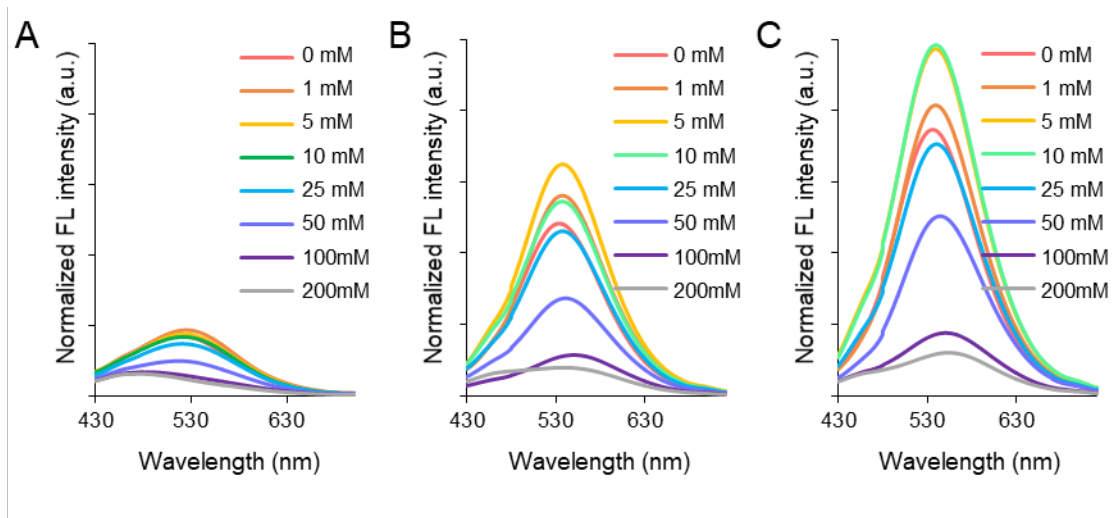 A
Normalized FL intensity (a.u.)
0 mM
1 mM
5 mM
10 mM
25 mM
50 mM
100mM
200mM
430
530
630
Wavelength (nm)
B
Normalized FL intensity (a.u.)
0 mM
1 mM
5 mM
10 mM
25 mM
50 mM
100mM
200mM
430
530
630
Wavelength (nm)
C
Normalized FL intensity (a.u.)
0 mM
1 mM
5 mM
10 mM
25 mM
50 mM
100mM
200mM
430
530
630
Wavelength (nm)